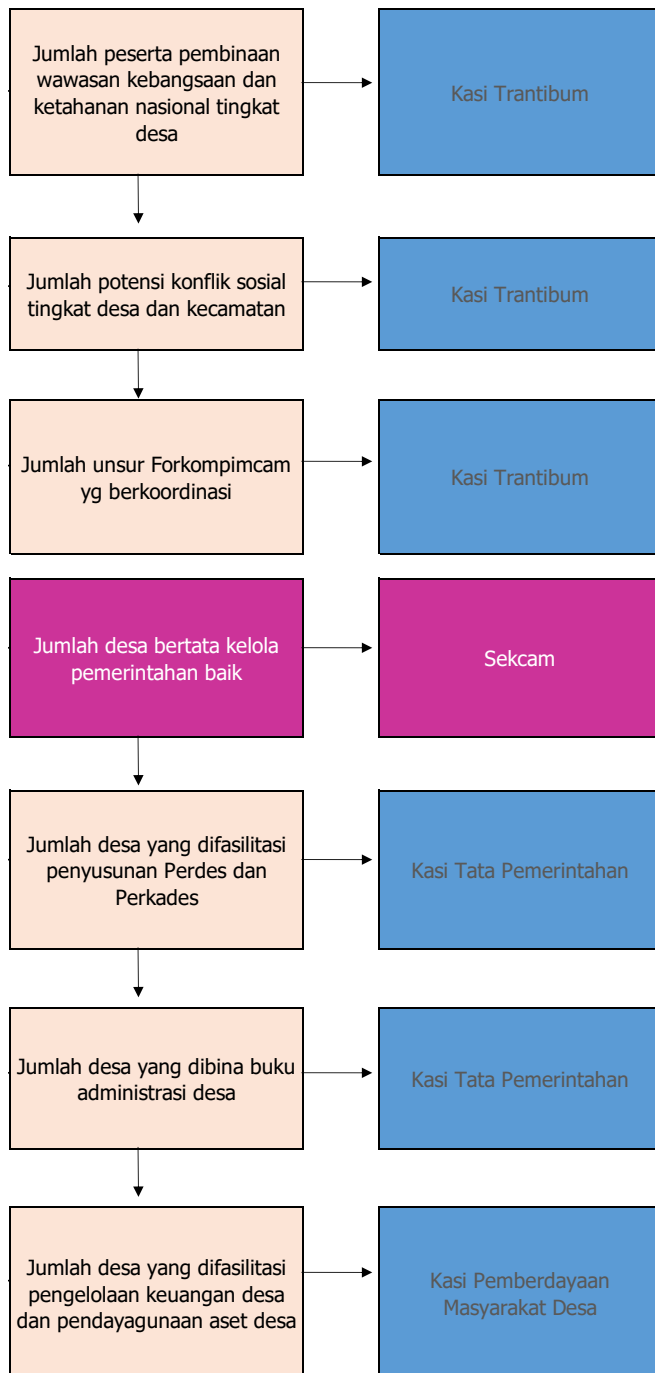 Jumlah peserta pembinaan
wawasan kebangsaan dan
ketahanan nasional tingkat
desa
Kasi Trantibum
Jumlah potensi konflik sosial
tingkat desa dan kecamatan
Kasi Trantibum
Jumlah unsur Forkompimcam
yg berkoordinasi
Kasi Trantibum
Jumlah desa bertata kelola
pemerintahan baik
Sekcam
Jumlah desa yang difasilitasi
penyusunan Perdes dan
Perkades
Kasi Tata Pemerintahan
Jumlah desa yang dibina buku
administrasi desa
Kasi Tata Pemerintahan
Jumlah desa yang difasilitasi
pengelolaan keuangan desa
dan pendayagunaan aset desa
Kasi Pemberdayaan
Masyarakat Desa